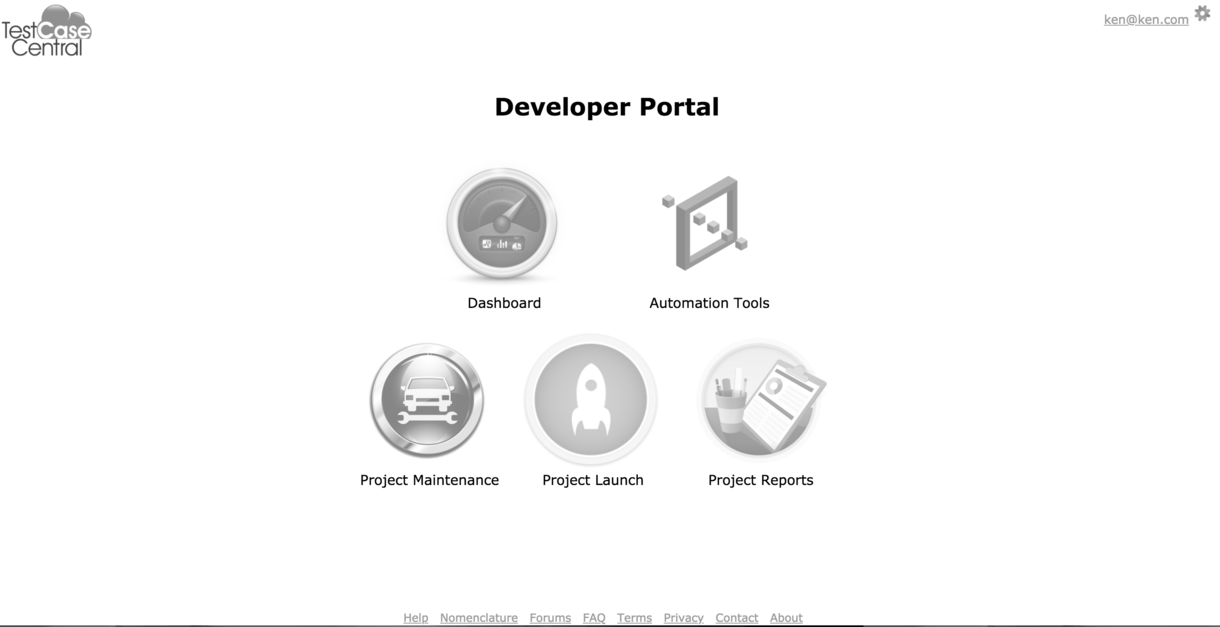 TestCase
Central
ken@ken.com
Developer Portal
Dashboard
Automation Tools
Project Maintenance
Project Launch
Project Reports
Help Nomenclature Forums FAQ Terms Privacy Contact About